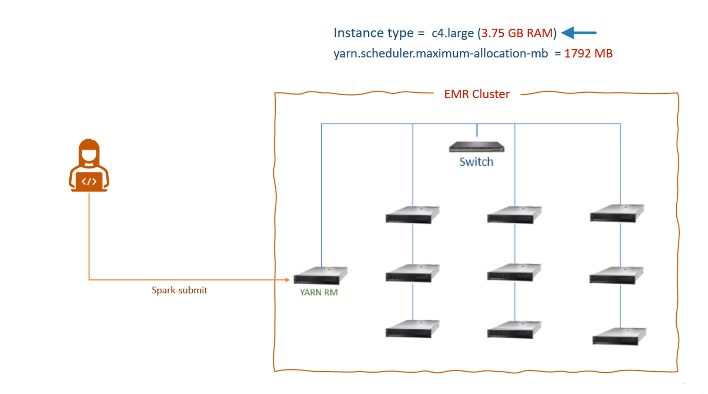 Instance type = c4.large (3.75 GB RAM)
yarn.scheduler.maximum-allocation-mb = 1792 MB
EMR Cluster
Switch
</>
Spark-submit
YARN RM